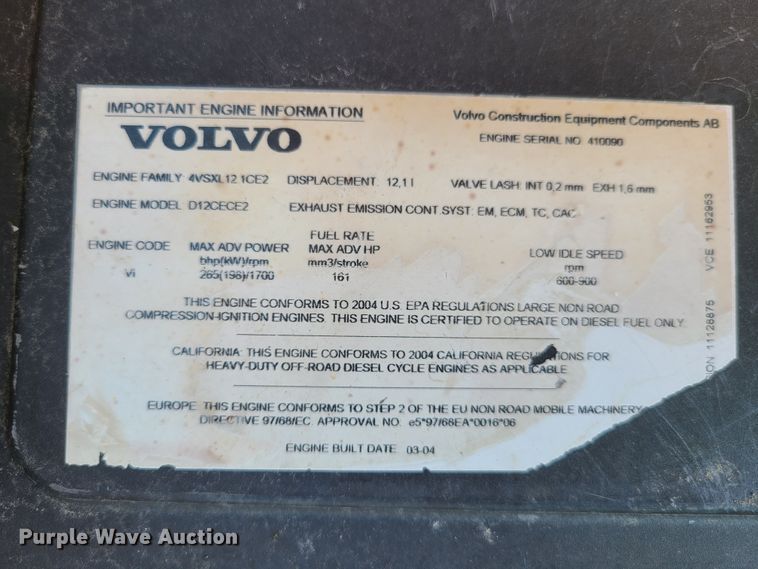 IMPORTANT ENGINE INFORMATION
VOLVO
Volvo Construction Equipment Components AB
ENGINE SERIAL NO. 410090
ENGINE FAMILY 4VSXL12.1CE2 DISPLACEMENT. 12,1 l VALVE LASH: INT 0,2 mm EXH 1,6 mm
ENGINE MODEL D12CECE2 EXHAUST EMISSION CONT.SYST: EM, ECM, TC, CAC
ENGINE CODE MAX ADV POWER FUEL RATE MAX ADV HP LOW IDLE SPEED
bhp(kW)/rpm mm3/stroke rpm
VI 265(198)/1700 161 600-900
THIS ENGINE CONFORMS TO 2004 U.S. EPA REGULATIONS LARGE NON ROAD
COMPRESSION-IGNITION ENGINES. THIS ENGINE IS CERTIFIED TO OPERATE ON DIESEL FUEL ONLY.
CALIFORNIA: THIS ENGINE CONFORMS TO 2004 CALIFORNIA REGULATIONS FOR
HEAVY-DUTY OFF-ROAD DIESEL CYCLE ENGINES AS APPLICABLE
EUROPE: THIS ENGINE CONFORMS TO STEP 2 OF THE EU NON ROAD MOBILE MACHINERY
DIRECTIVE 97/68/EC. APPROVAL NO. e5*97/68EA*0016*06
ENGINE BUILT DATE 03-04
11128875 VCE 11162953
Purple Wave Auction